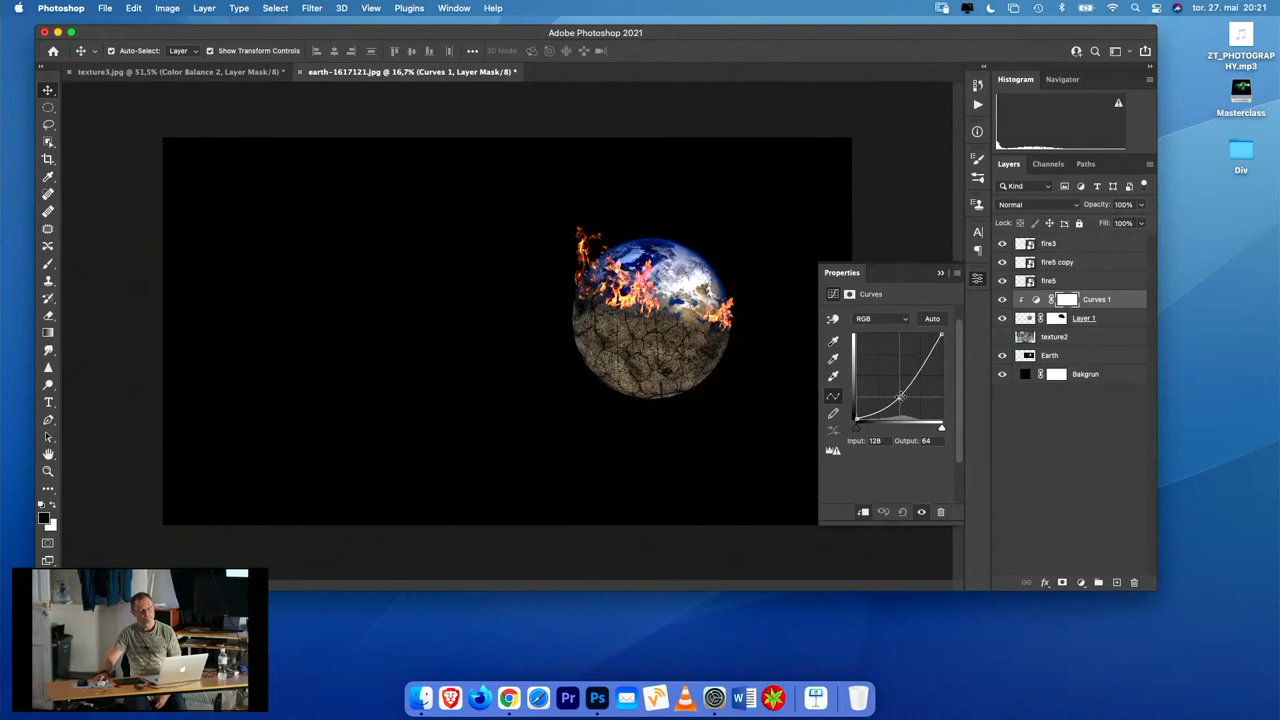 Photoshop File Edit Image Layer Type Select Filter 3D View Plugins Window Help
tor. 27. mai 20:21
Adobe Photoshop 2021
Auto-Select: Layer Show Transform Controls
3D Mode:
texture3.jpg @ 51,5% (Color Balance 2, Layer Mask/8) *
earth-1617121.jpg @ 16,7% (Curves 1, Layer Mask/8) *
Histogram Navigator
Layers Channels Paths
Kind
Normal Opacity: 100%
Lock: Fill: 100%
fire3
fire5 copy
fire5
Curves 1
Layer 1
texture2
Earth
Bakgrun
Properties
Curves
RGB Auto
Input: 128 Output: 64
ZT_PHOTOGRAP
HY.mp3
Masterclass
Div